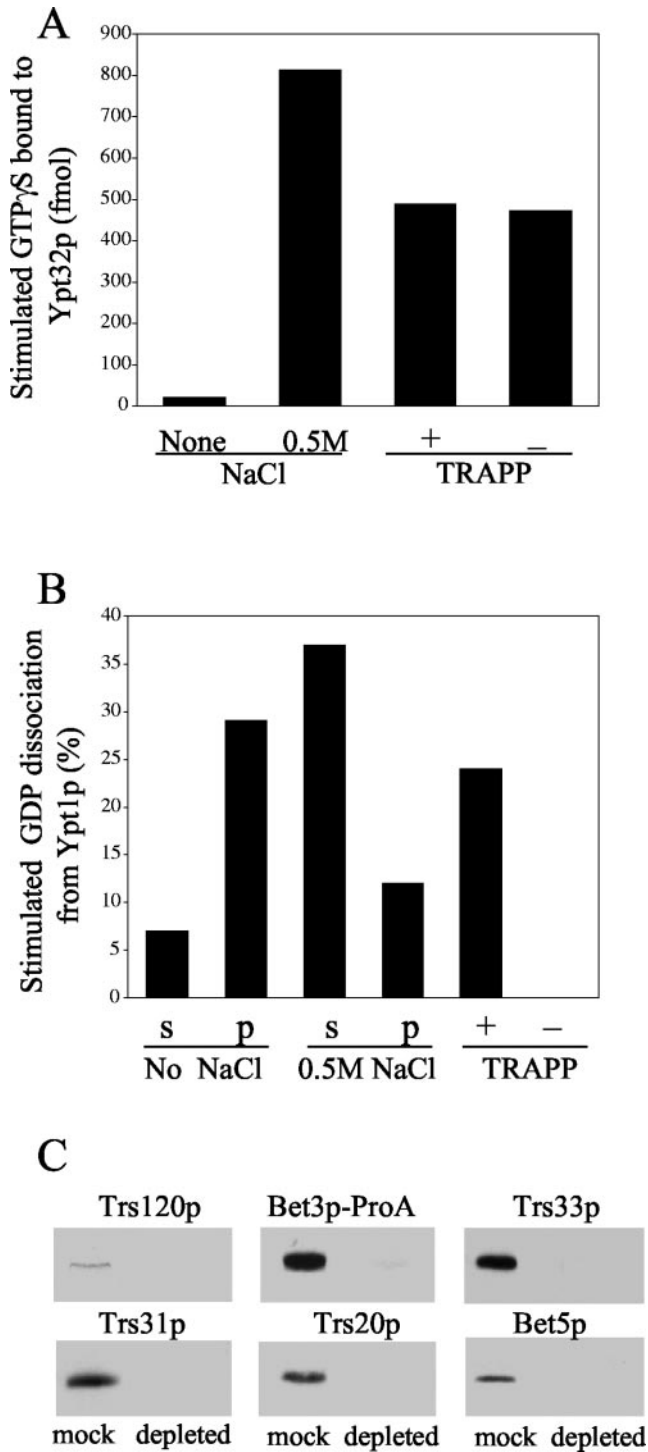 A
Stimulated GTPγS bound to
Ypt32p (fmol)
900
800
700
600
500
400
300
200
100
0
None 0.5M + –
NaCl TRAPP
B
Stimulated GDP dissociation
from Ypt1p (%)
40
35
30
25
20
15
10
5
0
s p s p + –
No NaCl 0.5M NaCl TRAPP
C
Trs120p Bet3p-ProA Trs33p
Trs31p Trs20p Bet5p
mock depleted mock depleted mock depleted